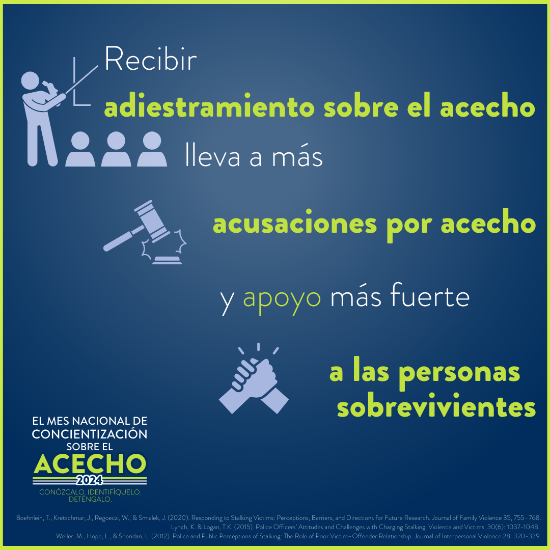 Recibir
adiestramiento sobre el acecho
lleva a más
acusaciones por acecho
y apoyo más fuerte
a las personas
sobrevivientes
EL MES NACIONAL DE
CONCIENTIZACIÓN
SOBRE EL
ACECHO
2024
CONÓZCALO. IDENTIFÍQUELO.
DETÉNGALO.
Boehnlein, T., Kretschmar, J., Regoeczi, W., & Smialek, J. (2020). Responding to Stalking Victims: Perceptions, Barriers, and Directions for Future Research. Journal of Family Violence 35, 755-768.
Lynch, K. & Logan, T.K. (2015). Police Officers' Attitudes and Challenges with Charging Stalking. Violence and Victims 30(6): 1037-1048.
Weller, M., Hope, L., & Sheridan, L. (2012). Police and Public Perceptions of Stalking: The Role of Prior Victim-Offender Relationship. Journal of Interpersonal Violence 28: 320-339.